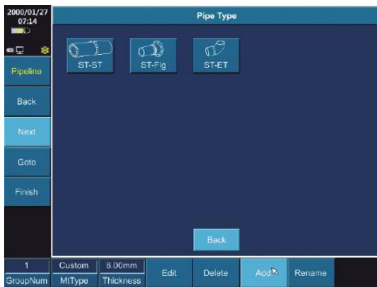 2000/01/27
07:14
Pipe Type
ST-ST
ST-Flg
ST-ET
Pipeline
Back
Next
Goto
Finish
Back
1
GroupNum
Custom
MtType
8.00mm
Thickness
Edit
Delete
Add
Rename